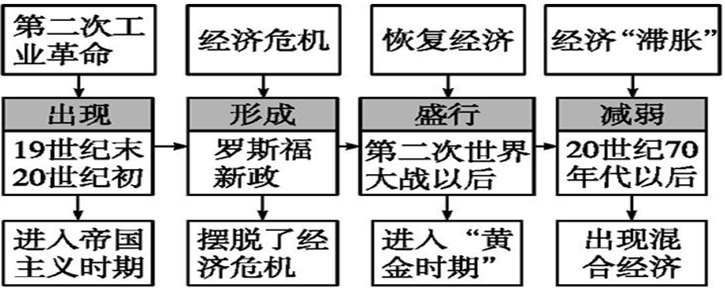 第二次工
业革命
经济危机
恢复经济
经济“滞胀”
出现
形成
盛行
减弱
19世纪末
20世纪初
罗斯福
新政
第二次世界
大战以后
20世纪70
年代以后
进入帝国
主义时期
摆脱了经
济危机
进入“黄
金时期”
出现混
合经济